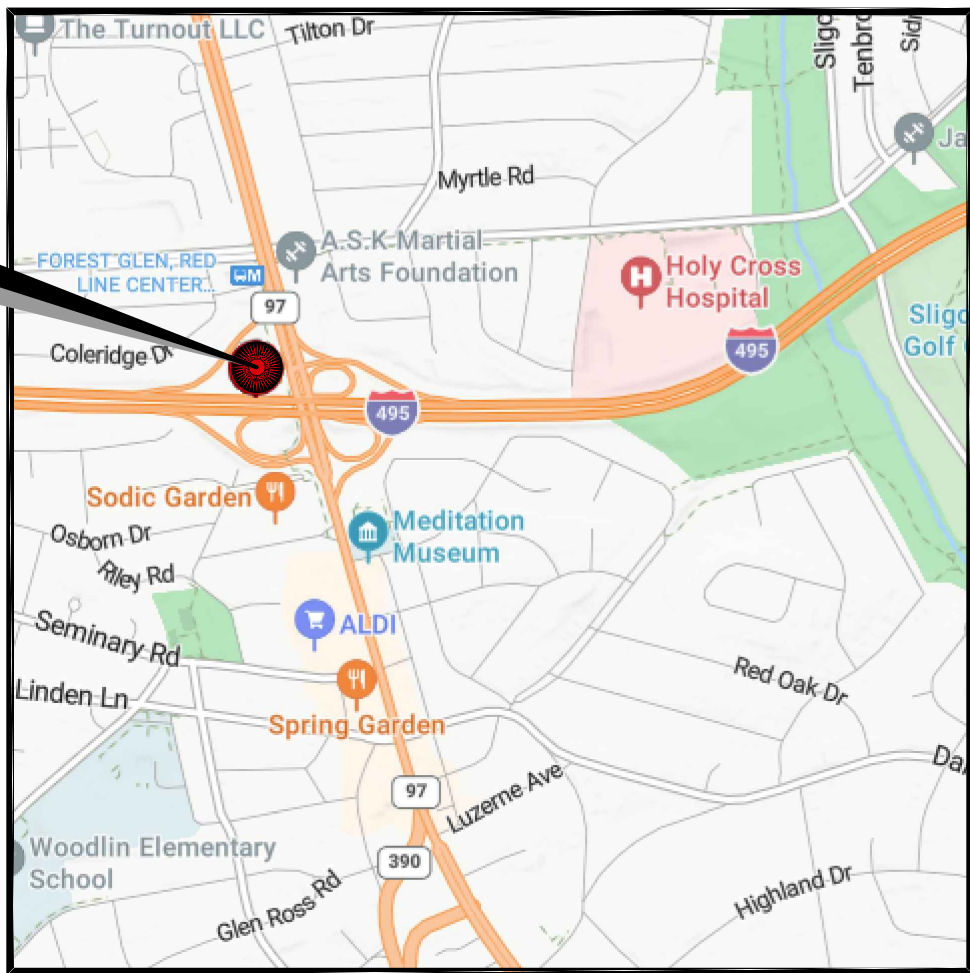 The Turnout LLC
Tilton Dr
Sligo
Tenbro
Sidn
Ja
Myrtle Rd
A.S.K Martial
Arts Foundation
FOREST GLEN, RED
LINE CENTER...
M
97
H
Holy Cross
Hospital
Sligo
Golf
Coleridge Dr
495
495
Sodic Garden
Meditation
Museum
Osborn Dr
Riley Rd
ALDI
Seminary Rd
Linden Ln
Red Oak Dr
Spring Garden
97
Luzerne Ave
Da
Woodlin Elementary
School
390
Glen Ross Rd
Highland Dr